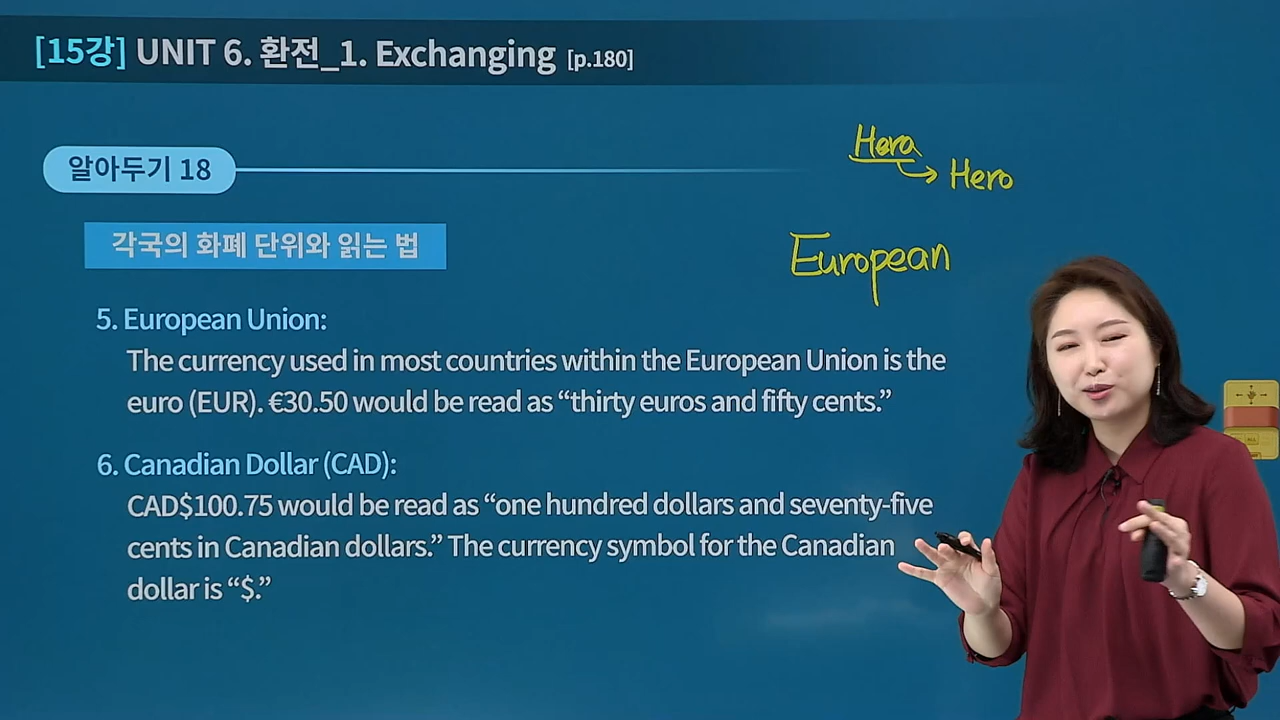 [15강] UNIT 6. 환전_1. Exchanging [p.180]
Hera
Hero
알아두기 18
각국의 화폐 단위와 읽는 법
European
5. European Union:
The currency used in most countries within the European Union is the
euro (EUR). €30.50 would be read as “thirty euros and fifty cents.”
6. Canadian Dollar (CAD):
CAD$100.75 would be read as “one hundred dollars and seventy-five
cents in Canadian dollars.” The currency symbol for the Canadian
dollar is “$.”